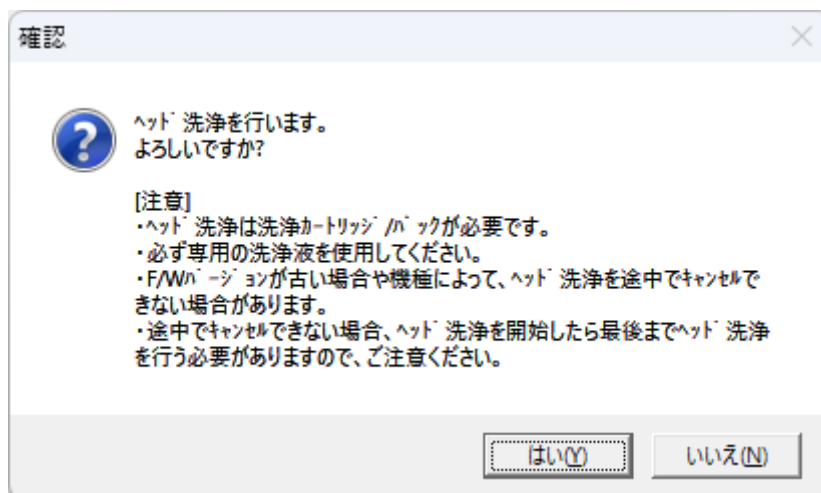 確認
ﾍｯﾄﾞ洗浄を行います。
よろしいですか?
[注意]
・ﾍｯﾄﾞ洗浄は洗浄ｶｰﾄﾘｯｼﾞ/ﾊﾟックが必要です。
・必ず専用の洗浄液を使用してください。
・F/Wﾊﾞｰｼﾞｮﾝが古い場合や機種によって、ﾍｯﾄﾞ洗浄を途中でｷｬﾝｾﾙで
きない場合があります。
・途中でｷｬﾝｾﾙできない場合、ﾍｯﾄﾞ洗浄を開始したら最後までﾍｯﾄﾞ洗浄
を行う必要がありますので、ご注意ください。
はい(Y)
いいえ(N)